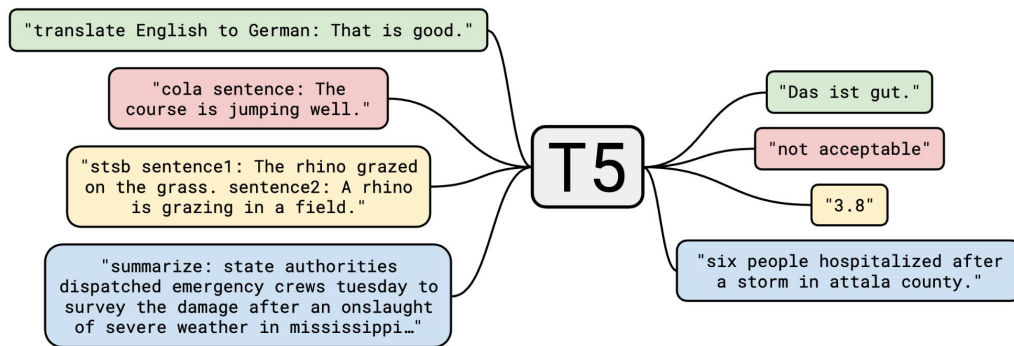 "translate English to German: That is good."
"cola sentence: The
course is jumping well."
"stsb sentence1: The rhino grazed
on the grass. sentence2: A rhino
is grazing in a field."
"summarize: state authorities
dispatched emergency crews tuesday to
survey the damage after an onslaught
of severe weather in mississippi…"
T5
"Das ist gut."
"not acceptable"
"3.8"
"six people hospitalized after
a storm in attala county."